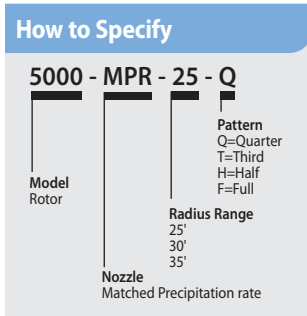 How to Specify
5000 - MPR - 25 - Q
Pattern
Q=Quarter
T=Third
H=Half
F=Full
Model
Rotor
Radius Range
25'
30'
35'
Nozzle
Matched Precipitation rate